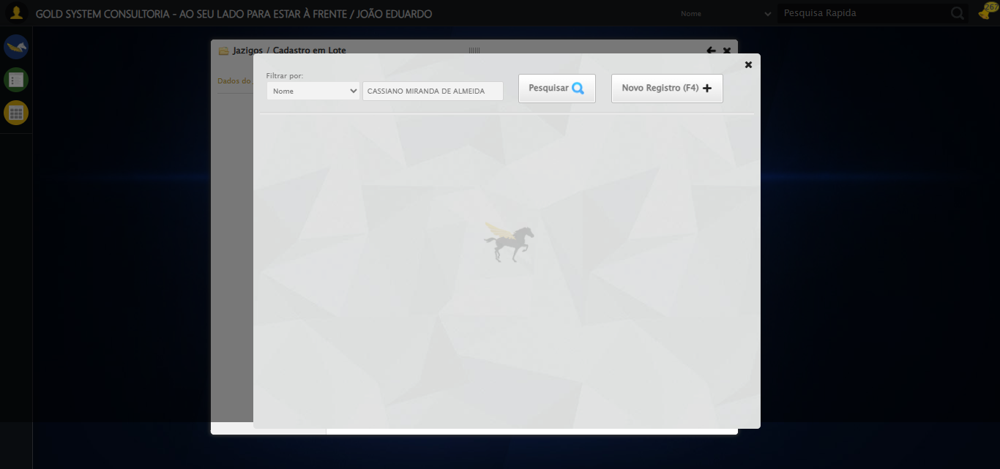 GOLD SYSTEM CONSULTORIA - AO SEU LADO PARA ESTAR À FRENTE / JOÃO EDUARDO
Nome
Pesquisa Rapida
267
Jazigos / Cadastro em Lote
Dados do
Filtrar por:
Nome
CASSIANO MIRANDA DE ALMEIDA
Pesquisar
Novo Registro (F4)